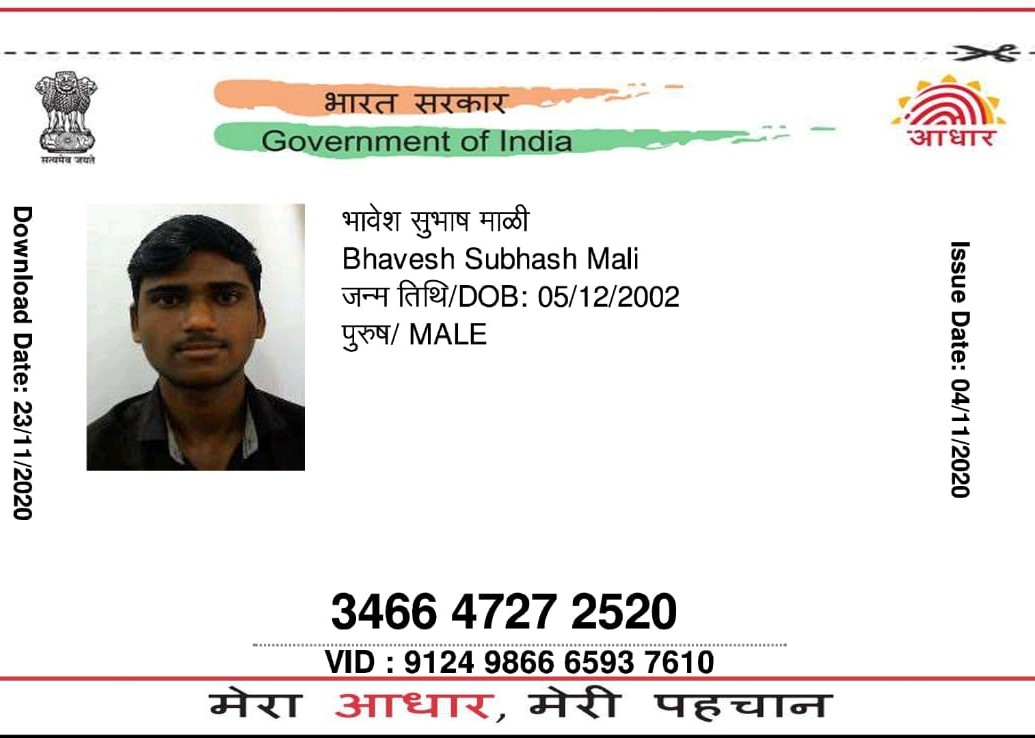 भारत सरकार
Government of India
सत्यमेव जयते
आधार
Download Date: 23/11/2020
भावेश सुभाष माळी
Bhavesh Subhash Mali
जन्म तिथि/DOB: 05/12/2002
पुरुष/ MALE
Issue Date: 04/11/2020
3466 4727 2520
VID : 9124 9866 6593 7610
मेरा आधार, मेरी पहचान